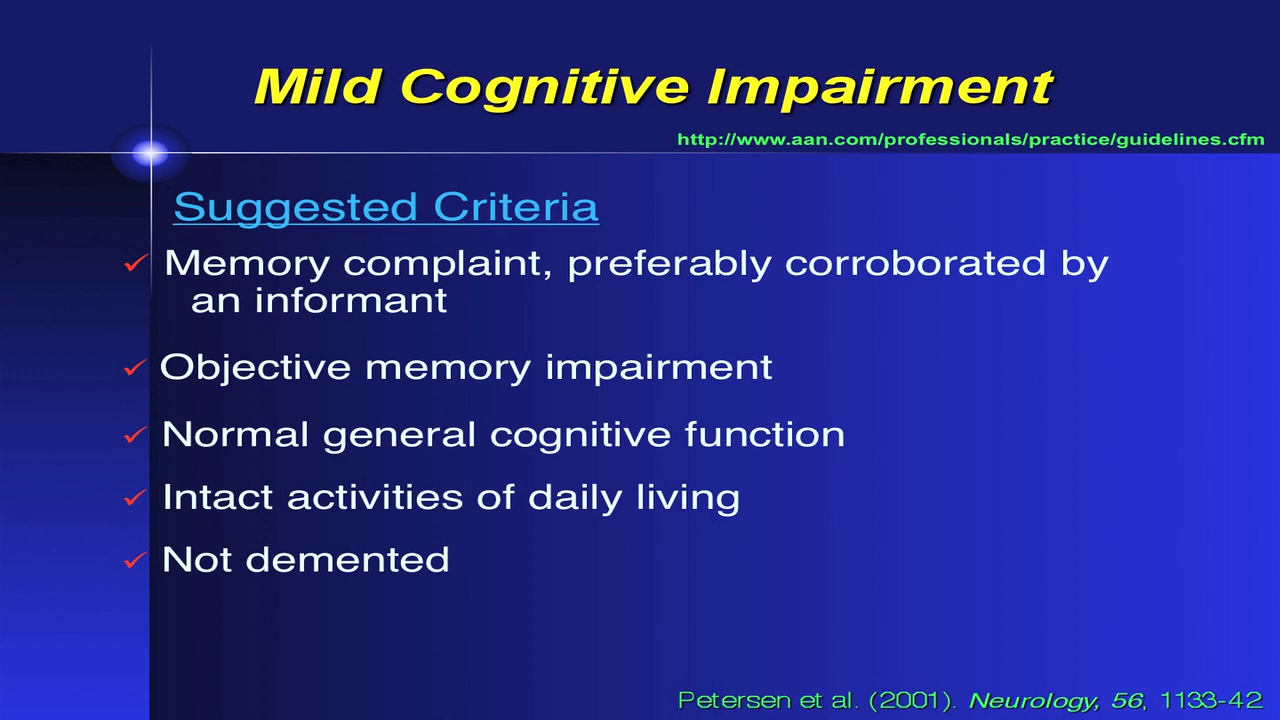 Mild Cognitive Impairment
http://www.aan.com/professionals/practice/guidelines.cfm
Suggested Criteria
Memory complaint, preferably corroborated by
an informant
Objective memory impairment
Normal general cognitive function
Intact activities of daily living
Not demented
Petersen et al. (2001). Neurology, 56, 1133-42